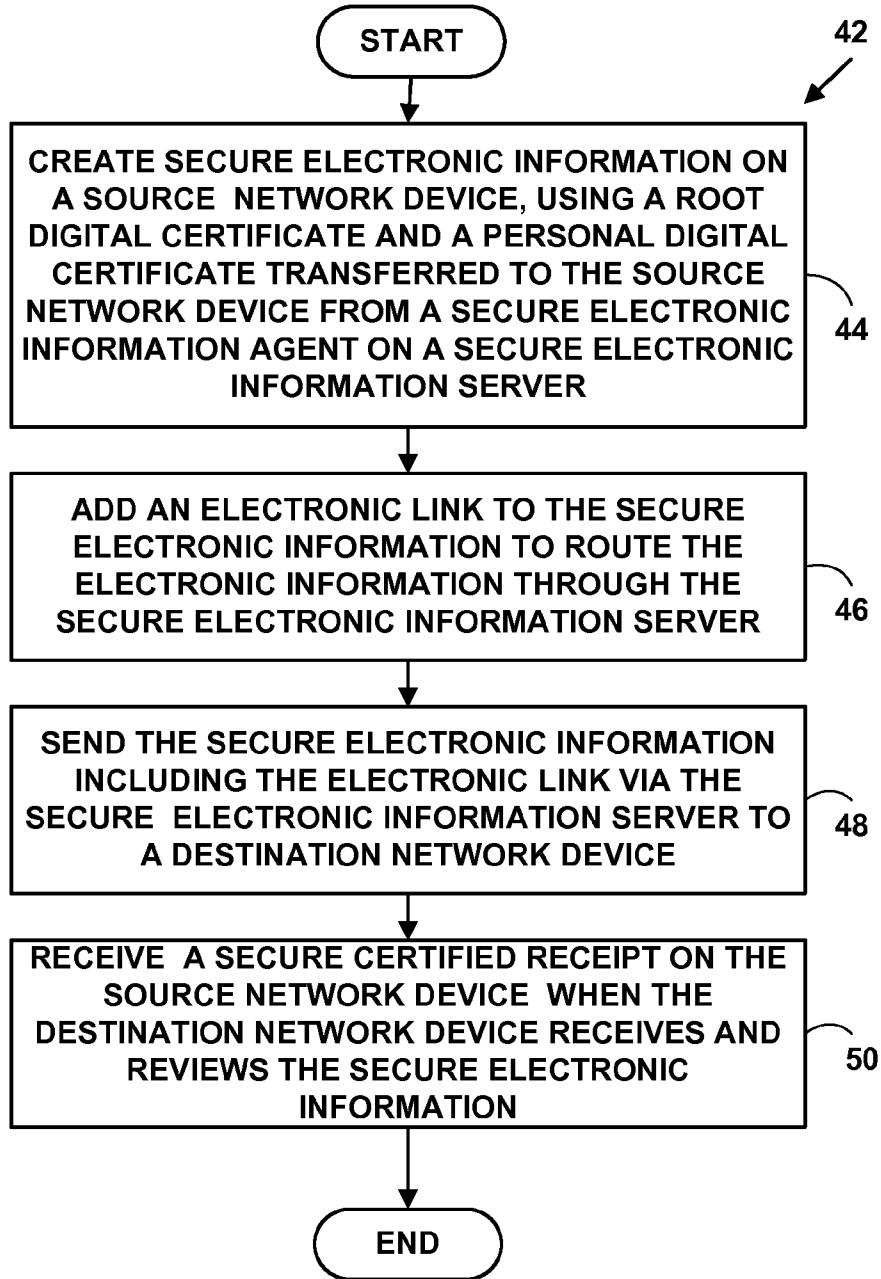 START
42
CREATE SECURE ELECTRONIC INFORMATION ON
A SOURCE NETWORK DEVICE, USING A ROOT
DIGITAL CERTIFICATE AND A PERSONAL DIGITAL
CERTIFICATE TRANSFERRED TO THE SOURCE
NETWORK DEVICE FROM A SECURE ELECTRONIC
INFORMATION AGENT ON A SECURE ELECTRONIC
INFORMATION SERVER
44
ADD AN ELECTRONIC LINK TO THE SECURE
ELECTRONIC INFORMATION TO ROUTE THE
ELECTRONIC INFORMATION THROUGH THE
SECURE ELECTRONIC INFORMATION SERVER
46
SEND THE SECURE ELECTRONIC INFORMATION
INCLUDING THE ELECTRONIC LINK VIA THE
SECURE ELECTRONIC INFORMATION SERVER TO
A DESTINATION NETWORK DEVICE
48
RECEIVE A SECURE CERTIFIED RECEIPT ON THE
SOURCE NETWORK DEVICE WHEN THE
DESTINATION NETWORK DEVICE RECEIVES AND
REVIEWS THE SECURE ELECTRONIC
INFORMATION
50
END